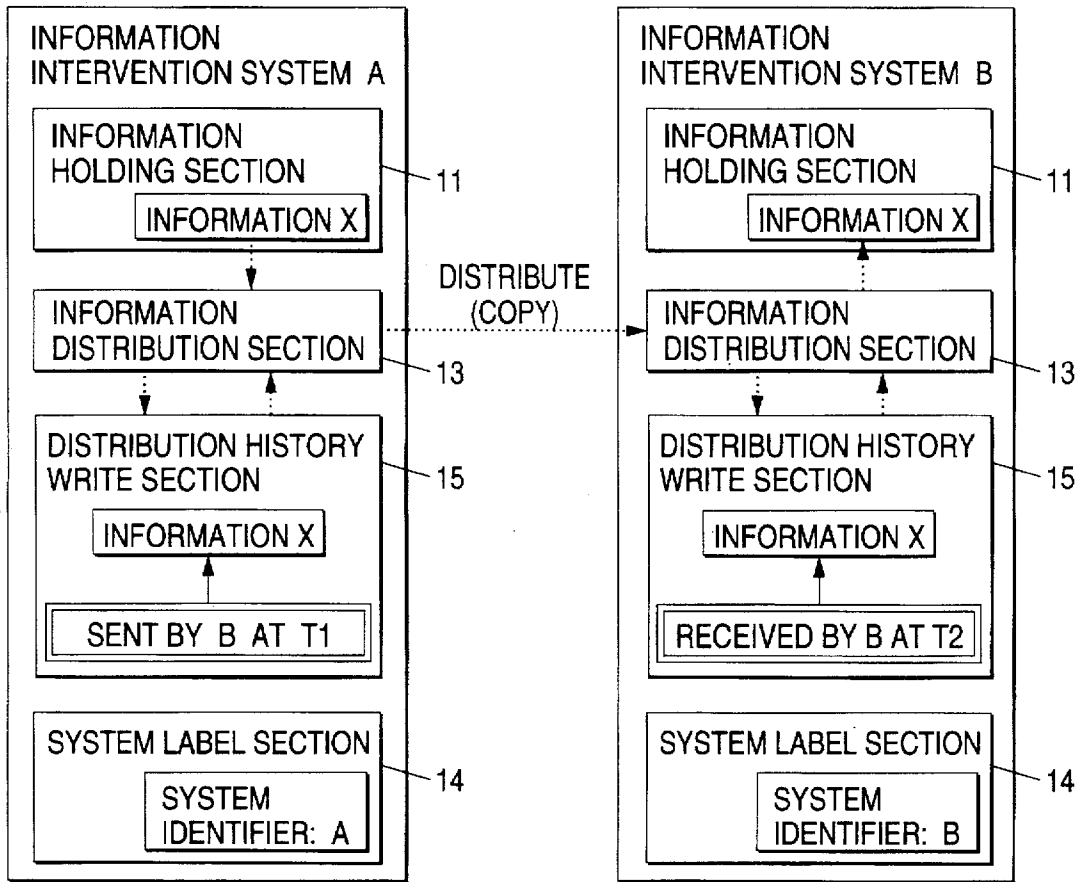 INFORMATION
INTERVENTION SYSTEM A
INFORMATION
HOLDING SECTION
INFORMATION X
11
INFORMATION
DISTRIBUTION SECTION
13
DISTRIBUTION HISTORY
WRITE SECTION
15
INFORMATION X
SENT BY B AT T1
SYSTEM LABEL SECTION
14
SYSTEM
IDENTIFIER: A
DISTRIBUTE
(COPY)
INFORMATION
INTERVENTION SYSTEM B
INFORMATION
HOLDING SECTION
INFORMATION X
11
INFORMATION
DISTRIBUTION SECTION
13
DISTRIBUTION HISTORY
WRITE SECTION
15
INFORMATION X
RECEIVED BY B AT T2
SYSTEM LABEL SECTION
14
SYSTEM
IDENTIFIER: B